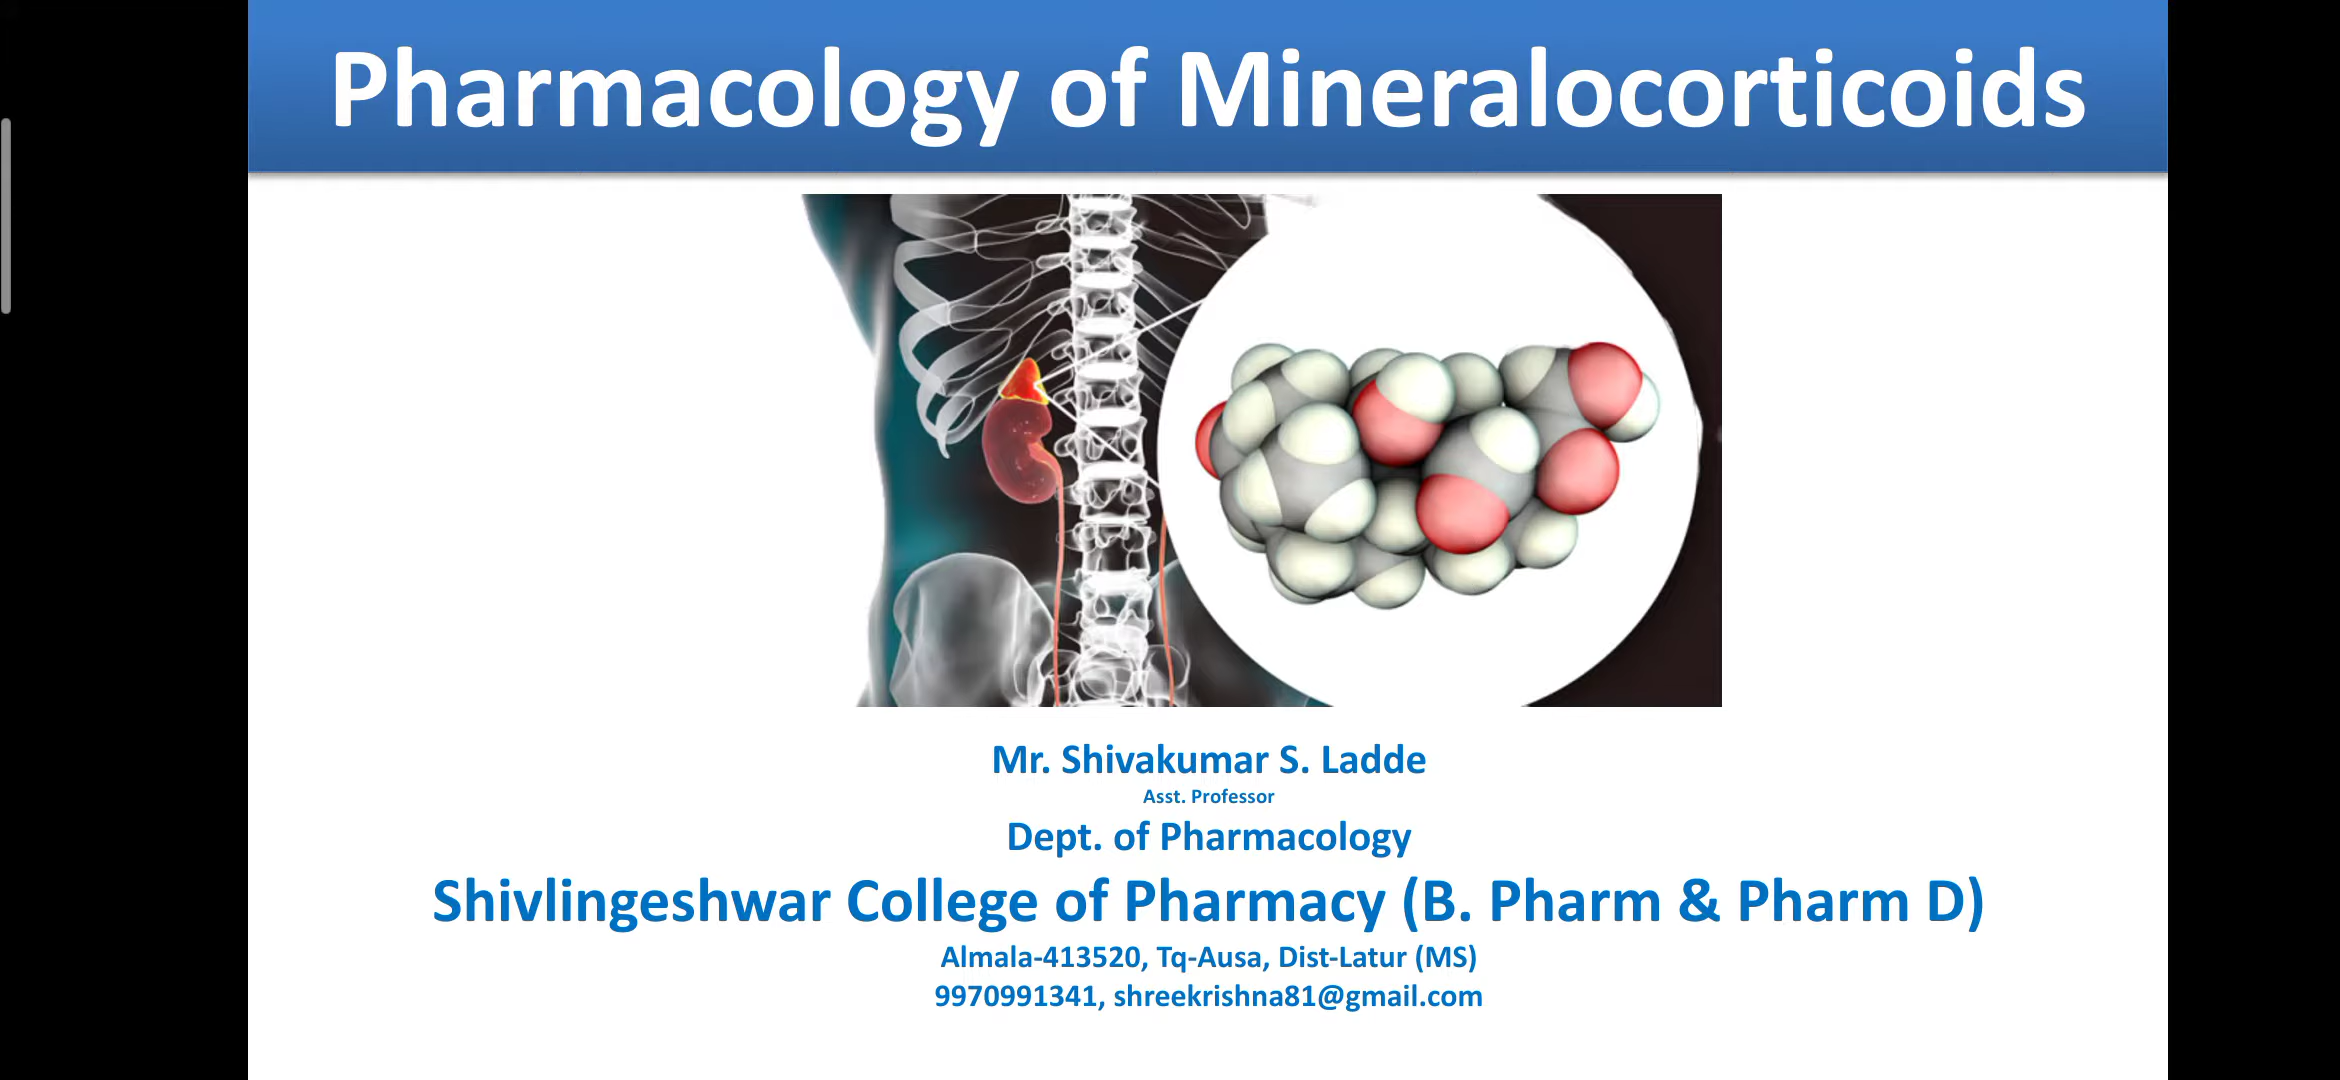 Pharmacology of Mineralocorticoids
Mr. Shivakumar S. Ladde
Asst. Professor
Dept. of Pharmacology
Shivlingeshwar College of Pharmacy (B. Pharm & Pharm D)
Almala-413520, Tq-Ausa, Dist-Latur (MS)
9970991341, shreekrishna81@gmail.com